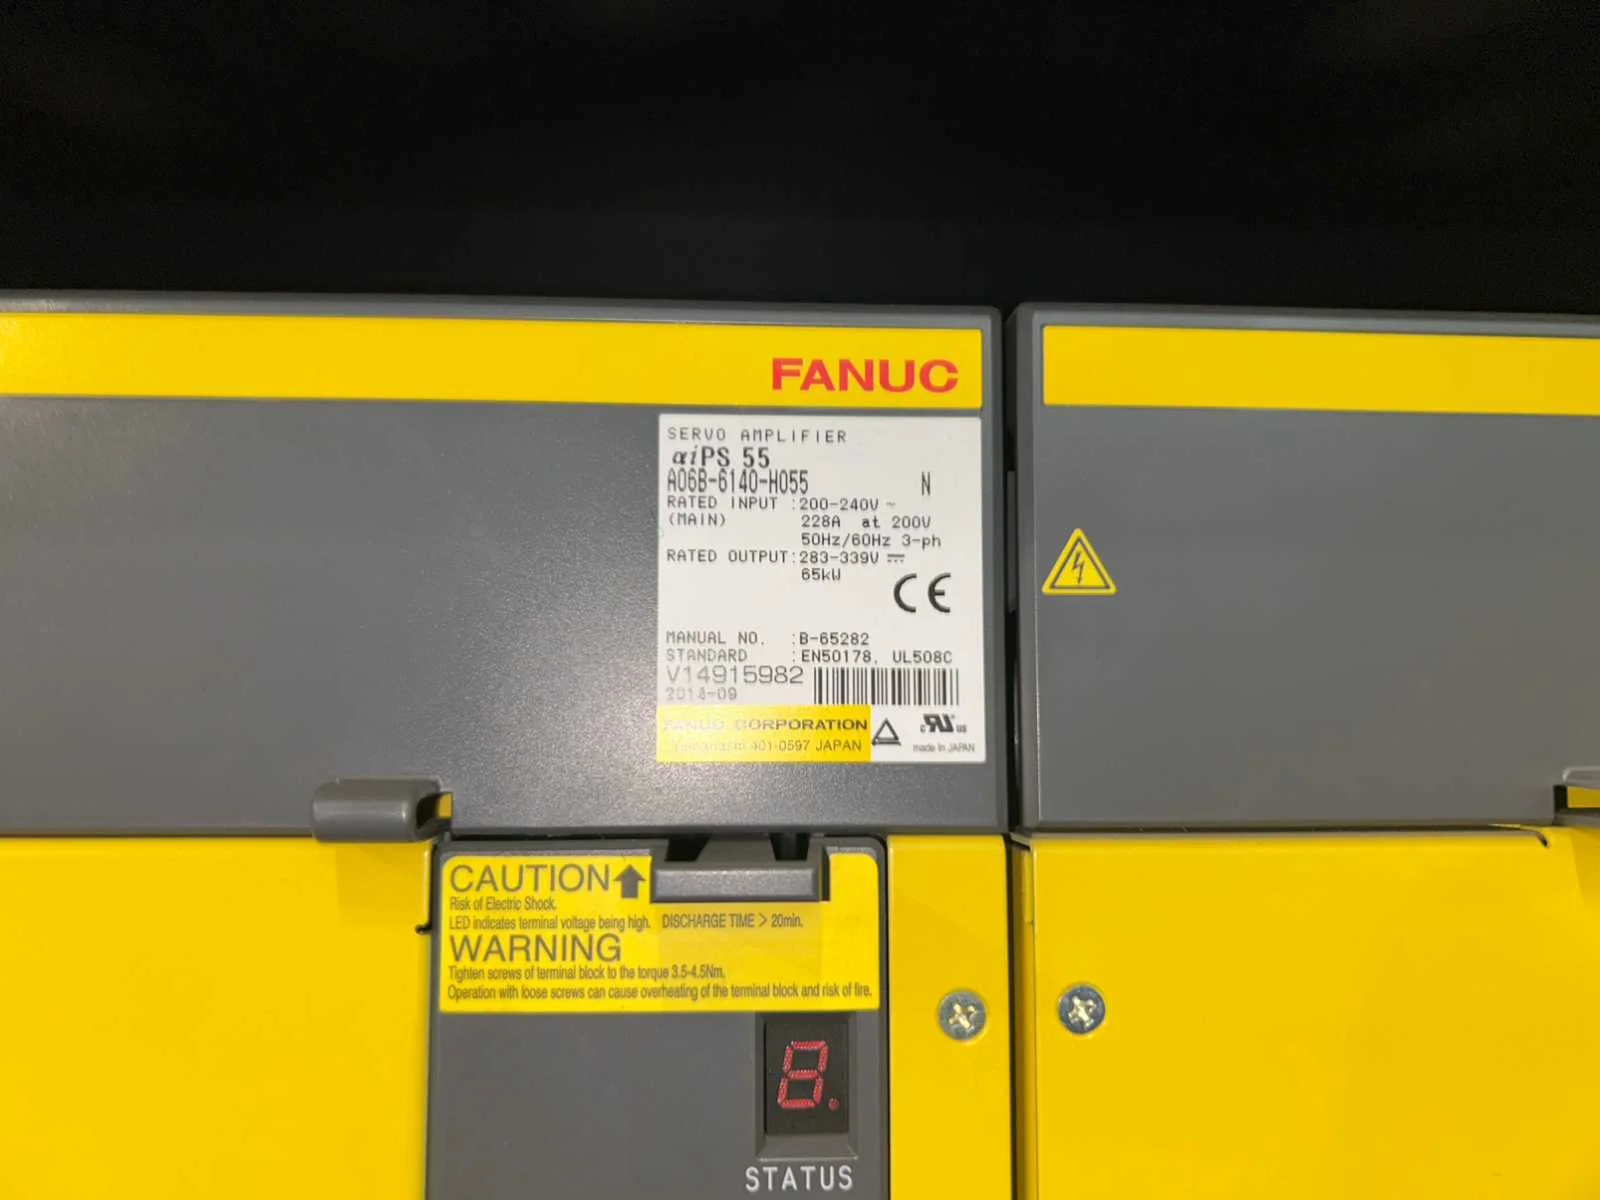 FANUC
SERVO AMPLIFIER
αiPS 55
A06B-6140-H055 N
RATED INPUT :200-240V ~
(MAIN) 228A at 200V
50Hz/60Hz 3-ph
RATED OUTPUT:283-339V ⎓
65kW
CE
MANUAL NO. :B-65282
STANDARD :EN50178, UL508C
V14915982
2014-09
FANUC CORPORATION
Yamanashi 401-0597 JAPAN
c RU us
made in JAPAN
CAUTION
Risk of Electric Shock.
LED indicates terminal voltage being high. DISCHARGE TIME > 20min.
WARNING
Tighten screws of terminal block to the torque 3.5-4.5Nm.
Operation with loose screws can cause overheating of the terminal block and risk of fire.
8.
STATUS